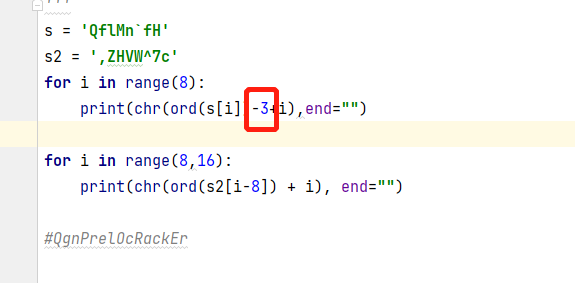 '''
s = 'QflMn`fH'
s2 = ',ZHVW^7c'
for i in range(8):
print(chr(ord(s[i] -3+i),end="")
for i in range(8,16):
print(chr(ord(s2[i-8]) + i), end="")
#QgnPrelOcRackEr